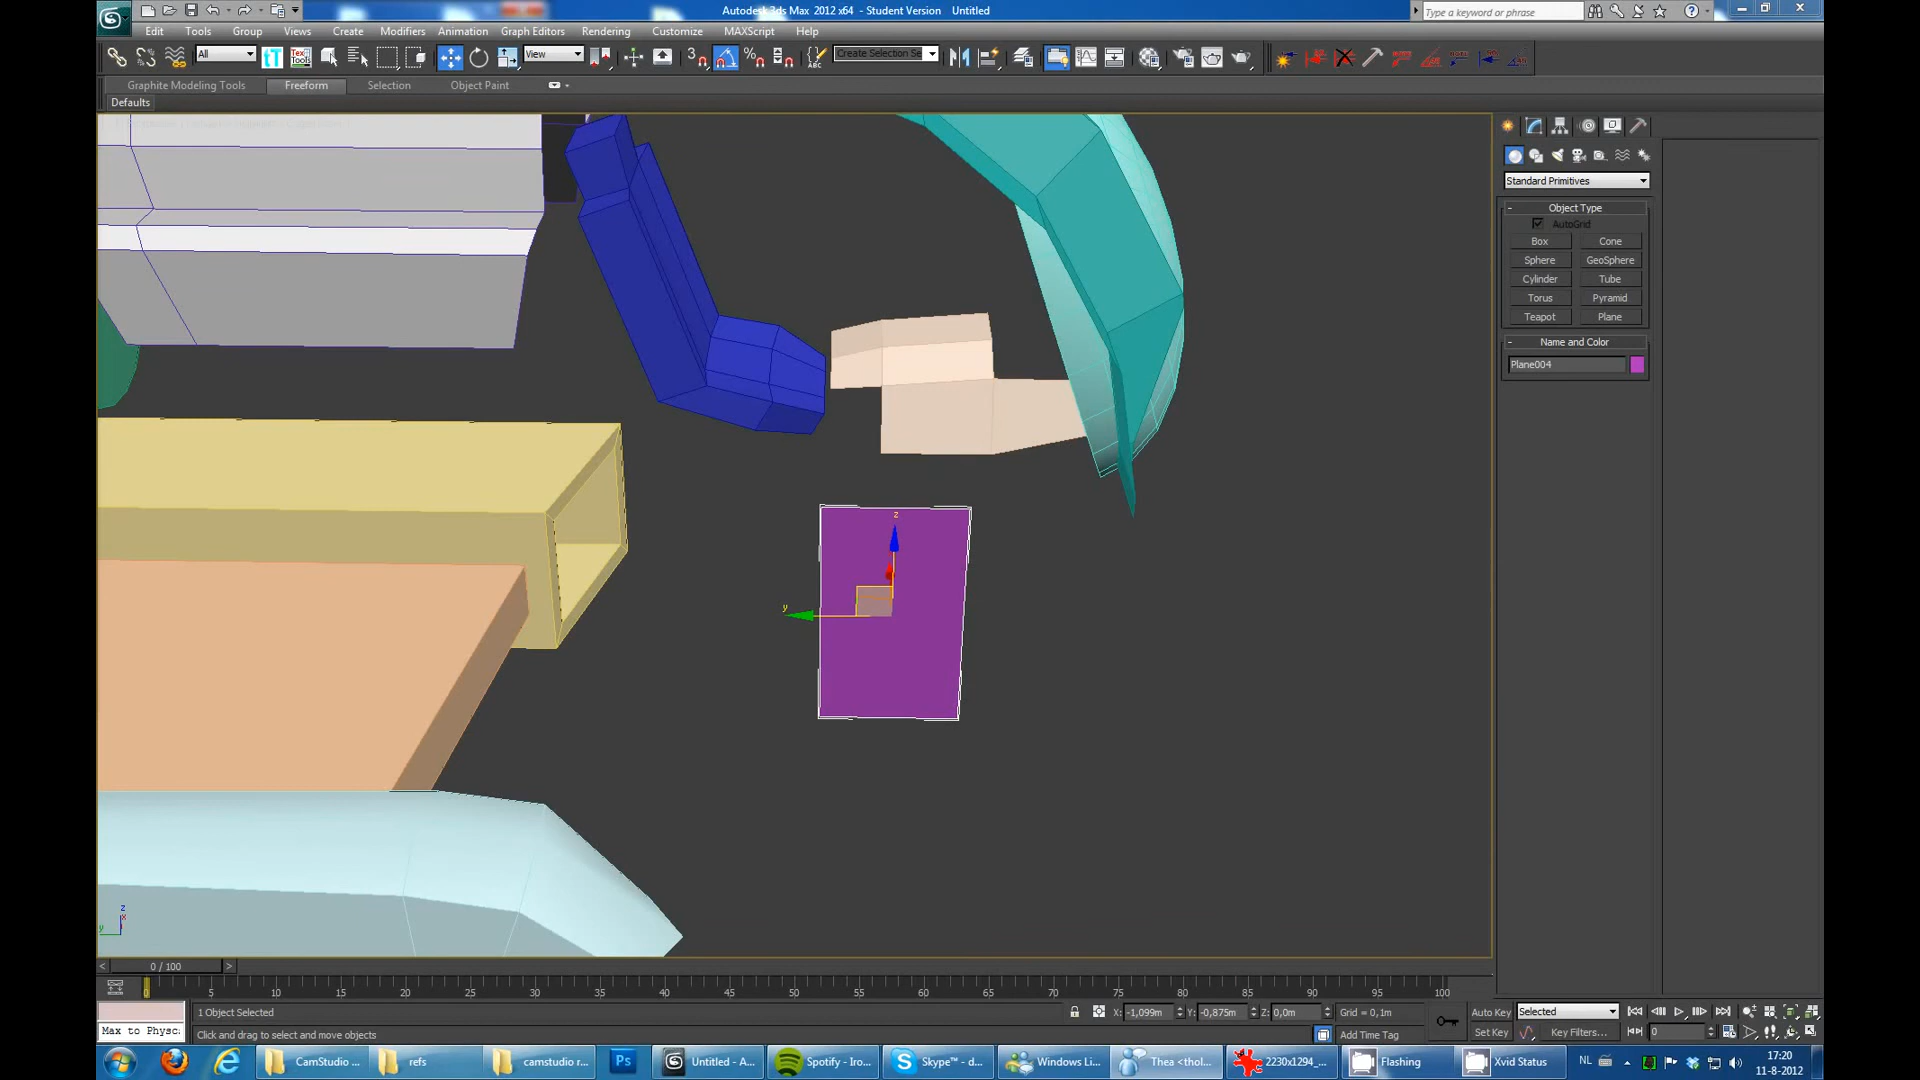 Autodesk 3ds Max 2012 x64 - Student Version Untitled
Type a keyword or phrase
Edit Tools Group Views Create Modifiers Animation Graph Editors Rendering Customize MAXScript Help
All View Create Selection Se
Graphite Modeling Tools Freeform Selection Object Paint
Defaults
Standard Primitives
Object Type
AutoGrid
Box Cone
Sphere GeoSphere
Cylinder Tube
Torus Pyramid
Teapot Plane
Name and Color
Plane004
z
y
z
x
y
0 / 100
0 5 10 15 20 25 30 35 40 45 50 55 60 65 70 75 80 85 90 95 100
1 Object Selected X: -1,099m Y: -0,875m Z: 0,0m Grid = 0,1m Auto Key Selected
Max to Physc: Click and drag to select and move objects Add Time Tag Set Key Key Filters... 0
CamStudio ... refs camstudio r... Ps Untitled - A... Spotify - Iro... Skype™ - d... Windows Li... Thea <thol... 2230x1294_... Flashing Xvid Status NL 17:20
11-8-2012